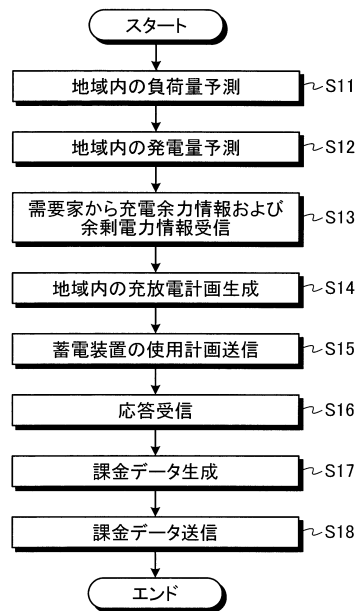 スタート
地域内の負荷量予測 S11
地域内の発電量予測 S12
需要家から充電余力情報および
余剰電力情報受信 S13
地域内の充放電計画生成 S14
蓄電装置の使用計画送信 S15
応答受信 S16
課金データ生成 S17
課金データ送信 S18
エンド